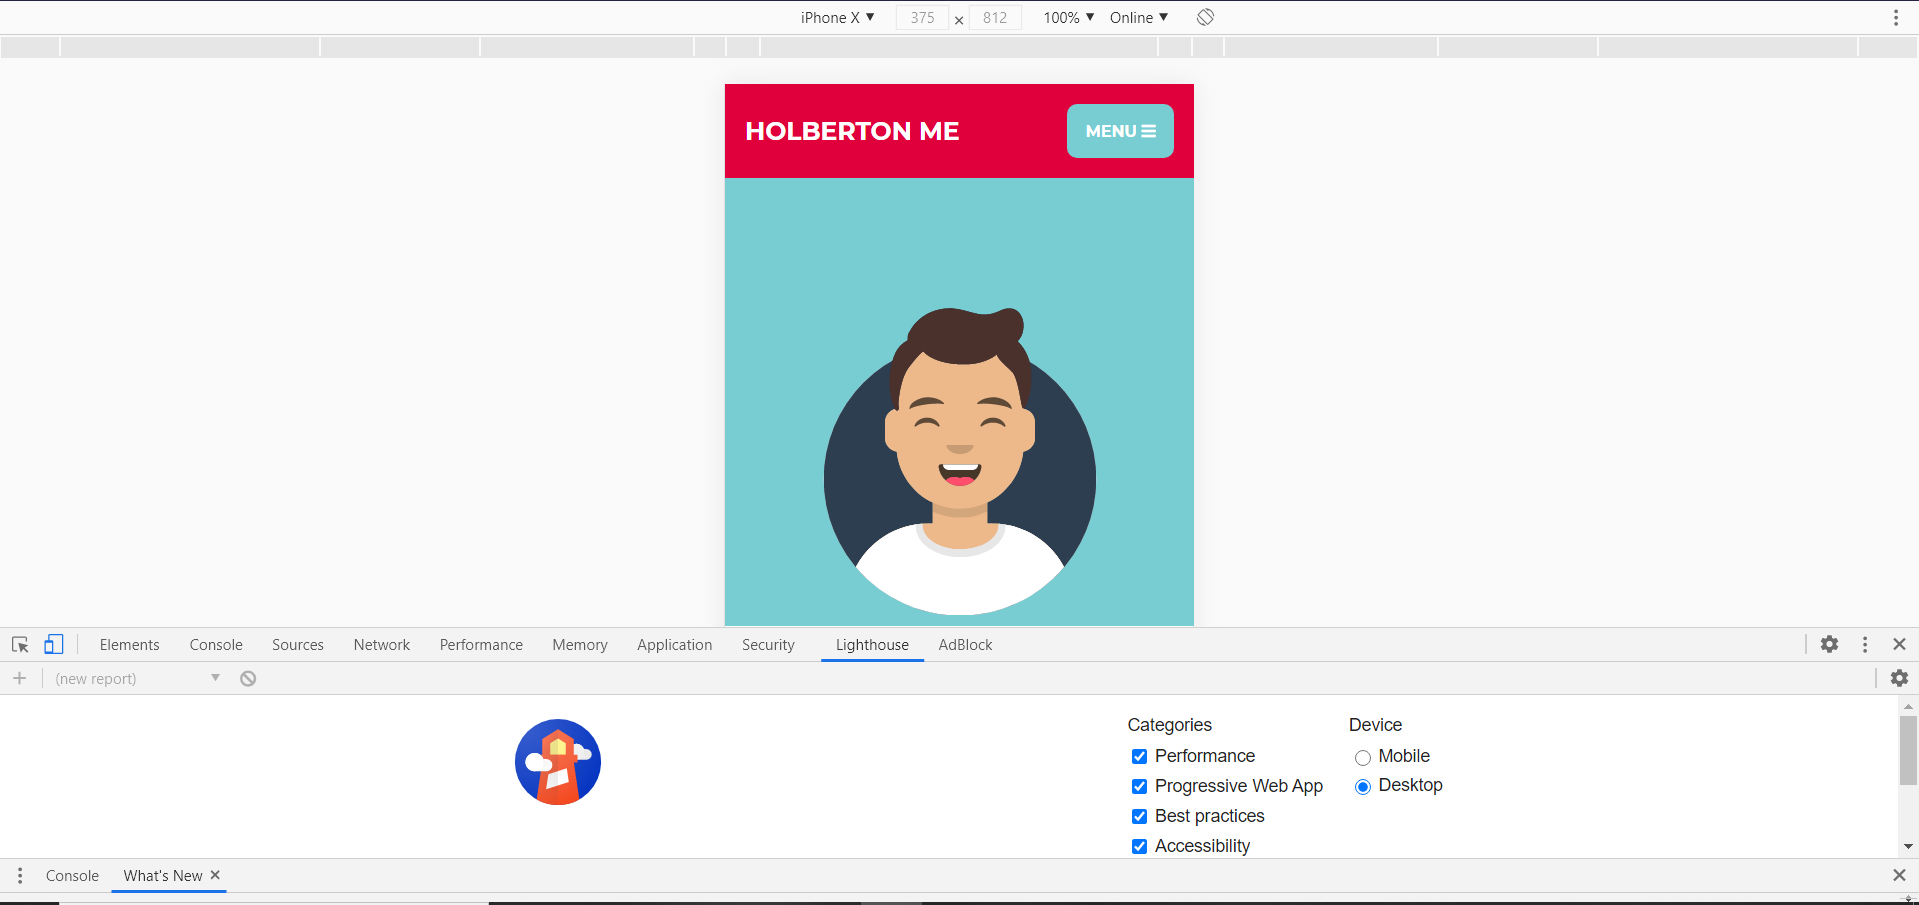 iPhone X ▼ 375 × 812 100% ▼ Online ▼
HOLBERTON ME
MENU
Elements Console Sources Network Performance Memory Application Security Lighthouse AdBlock
(new report)
Categories Device
Performance Mobile
Progressive Web App Desktop
Best practices
Accessibility
Console What's New